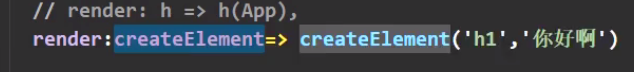 // render: h => h(App),
render:createElement=> createElement('h1','你好啊')